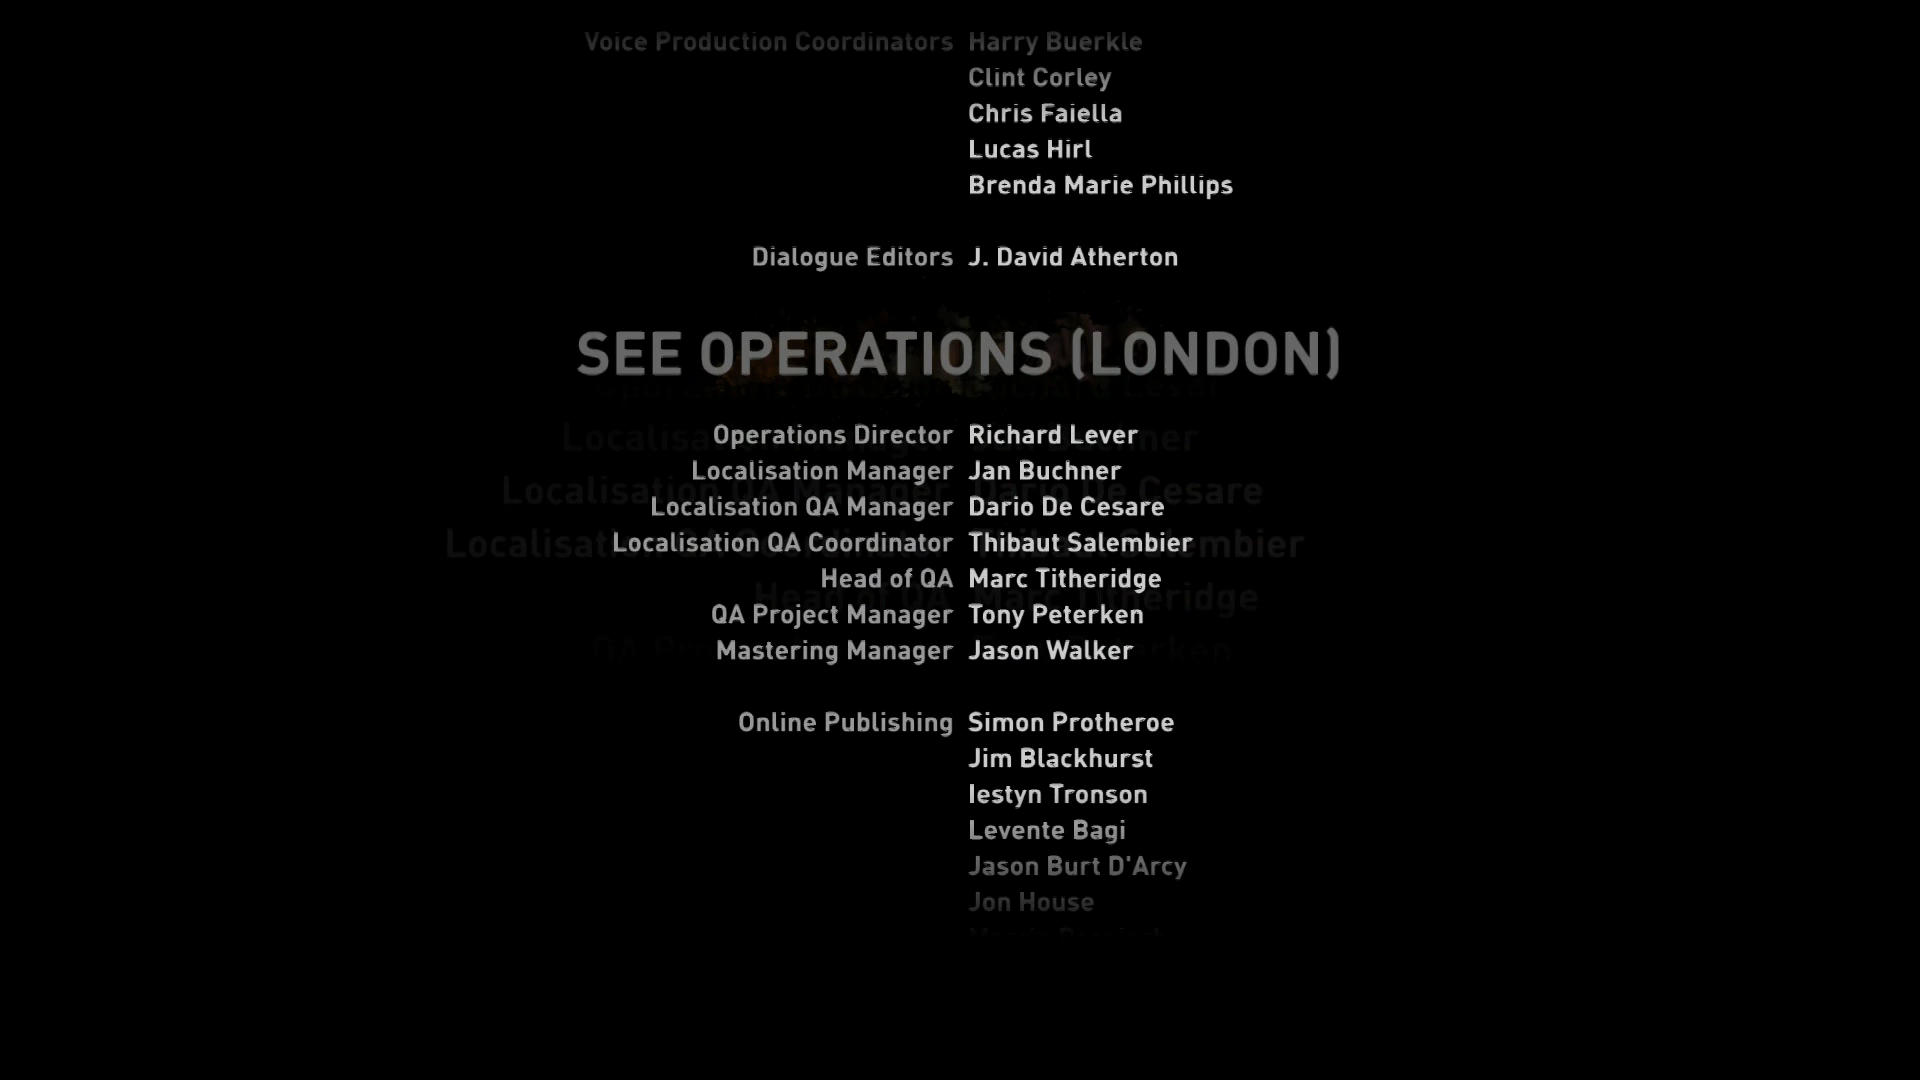 Voice Production Coordinators Harry Buerkle
Clint Corley
Chris Faiella
Lucas Hirl
Brenda Marie Phillips
Dialogue Editors J. David Atherton
SEE OPERATIONS (LONDON)
Operations Director Richard Lever
Localisation Manager Jan Buchner
Localisation QA Manager Dario De Cesare
Localisation QA Coordinator Thibaut Salembier
Head of QA Marc Titheridge
QA Project Manager Tony Peterken
Mastering Manager Jason Walker
Online Publishing Simon Protheroe
Jim Blackhurst
Iestyn Tronson
Levente Bagi
Jason Burt D'Arcy
Jon House